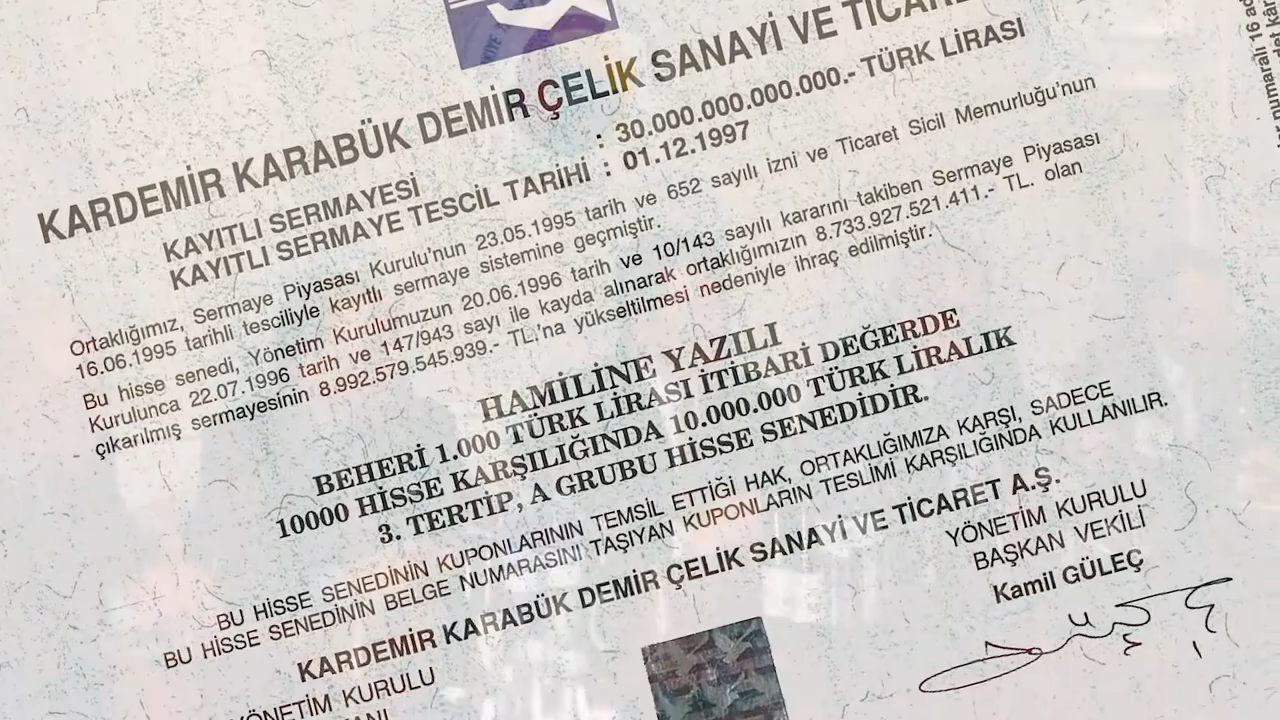 KARDEMİR KARABÜK DEMİR ÇELİK SANAYİ VE
KAYITLI SERMAYESİ : 30.000.000.000.000.- TÜRK LİRASI
KAYITLI SERMAYE TESCİL TARİHİ : 01.12.1997
Ortaklığımız, Sermaye Piyasası Kurulu'nun 23.05.1995 tarih ve 652 sayılı izni ve Ticaret Sicil Memurluğu'nun
16.06.1995 tarihli tesciliyle kayıtlı sermaye sistemine geçmiştir.
Bu hisse senedi, Yönetim Kurulumuzun 20.06.1996 tarih ve 10/143 sayılı kararını takiben Sermaye Piyasası
Kurulunca 22.07.1996 tarih ve 147/943 sayı ile kayda alınarak ortaklığımızın 8.733.927.521.411.- TL. olan
çıkarılmış sermayesinin 8.992.579.545.939.- TL.'na yükseltilmesi nedeniyle ihraç edilmiştir.
HAMİLİNE YAZILI
BEHERİ 1.000 TÜRK LİRASI İTİBARİ DEĞERDE
10000 HİSSE KARŞILIĞINDA 10.000.000 TÜRK LİRALIK
3. TERTİP, A GRUBU HİSSE SENEDİDİR.
BU HİSSE SENEDİNİN KUPONLARININ TEMSİL ETTİĞİ HAK, ORTAKLIĞIMIZA KARŞI, SADECE
BU HİSSE SENEDİNİN BELGE NUMARASINI TAŞIYAN KUPONLARIN TESLİMİ KARŞILIĞINDA KULLANILIR.
KARDEMİR KARABÜK DEMİR ÇELİK SANAYİ VE TİCARET A.Ş.
YÖNETİM KURULU
BAŞKAN VEKİLİ
Kamil GÜLEÇ
YÖNETİM KURULU